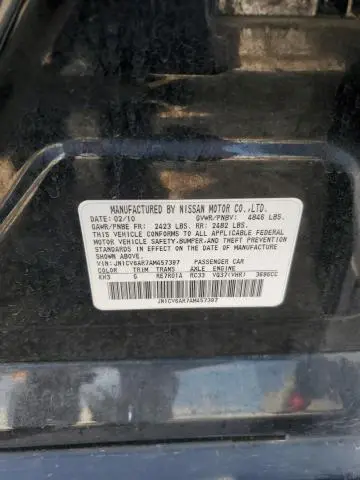 MANUFACTURED BY NISSAN MOTOR CO.,LTD.
DATE: 02/10 GVWR/PNBV: 4846 LBS.
GAWR/PNBE FR: 2423 LBS. RR: 2482 LBS.
THIS VEHICLE CONFORMS TO ALL APPLICABLE FEDERAL
MOTOR VEHICLE SAFETY,BUMPER,AND THEFT PREVENTION
STANDARDS IN EFFECT ON THE DATE OF MANUFACTURE
SHOWN ABOVE.
VIN:JN1CV6AR7AM457397 PASSENGER CAR
COLOR TRIM TRANS AXLE ENGINE
KH3 G RE7R01A RC33 VQ37(VHR) 3696CC
JN1CV6AR7AM457397